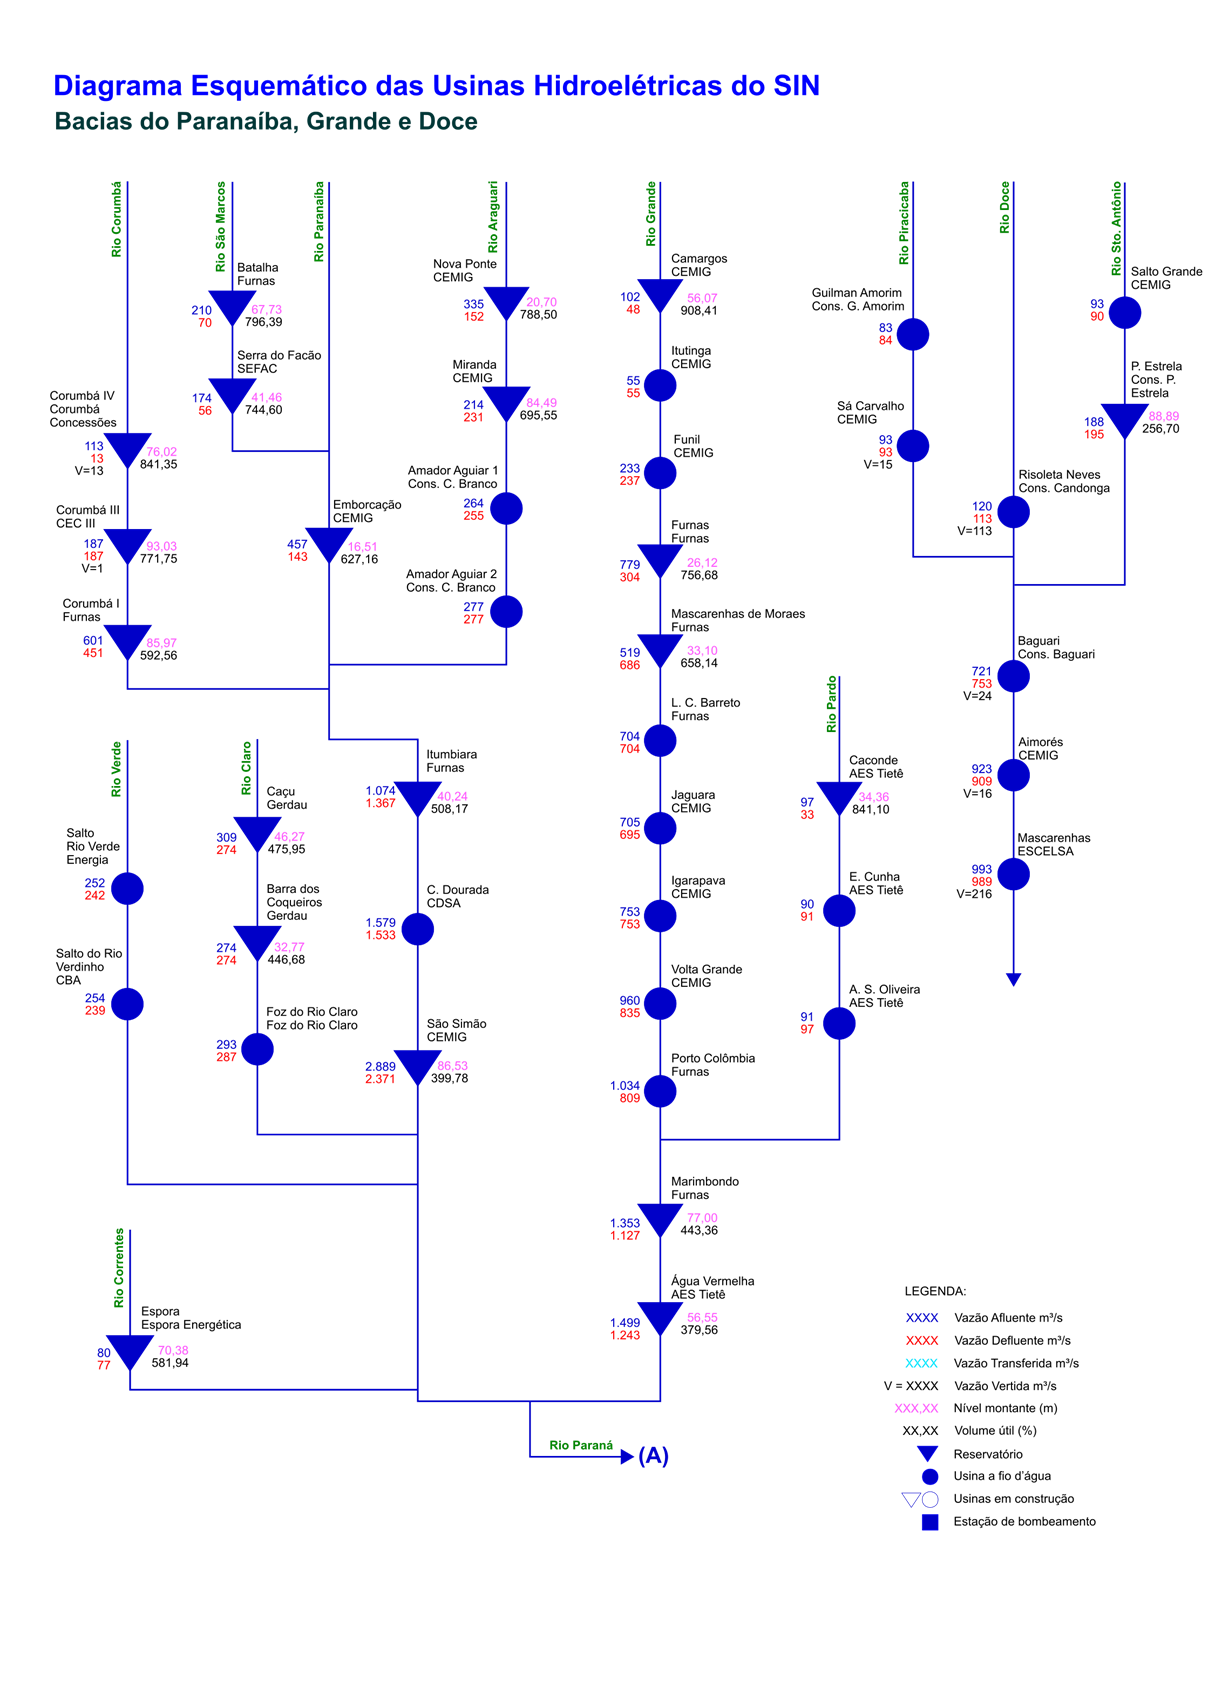 Diagrama Esquemático das Usinas Hidroelétricas do SIN
Bacias do Paranaíba, Grande e Doce
Rio Corumbá
Corumbá IV
Corumbá
Concessões
113
13
V=13
76,02
841,35
Corumbá III
CEC III
187
187
V=1
93,03
771,75
Corumbá I
Furnas
601
451
85,97
592,56
Rio São Marcos
Batalha
Furnas
210
70
67,73
796,39
Serra do Facão
SEFAC
174
56
41,46
744,60
Rio Paranaíba
Emborcação
CEMIG
457
143
16,51
627,16
Rio Araguari
Nova Ponte
CEMIG
335
152
20,70
788,50
Miranda
CEMIG
214
231
84,49
695,55
Amador Aguiar 1
Cons. C. Branco
264
255
Amador Aguiar 2
Cons. C. Branco
277
277
Itumbiara
Furnas
1.074
1.367
40,24
508,17
C. Dourada
CDSA
1.579
1.533
São Simão
CEMIG
2.889
2.371
86,53
399,78
Rio Verde
Salto
Rio Verde
Energia
252
242
Salto do Rio
Verdinho
CBA
254
239
Rio Claro
Caçu
Gerdau
309
274
46,27
475,95
Barra dos
Coqueiros
Gerdau
274
274
32,77
446,68
Foz do Rio Claro
Foz do Rio Claro
293
287
Rio Correntes
Espora
Espora Energética
80
77
70,38
581,94
Rio Grande
Camargos
CEMIG
102
48
56,07
908,41
Itutinga
CEMIG
55
55
Funil
CEMIG
233
237
Furnas
Furnas
779
304
26,12
756,68
Mascarenhas de Moraes
Furnas
519
686
33,10
658,14
L. C. Barreto
Furnas
704
704
Jaguara
CEMIG
705
695
Igarapava
CEMIG
753
753
Volta Grande
CEMIG
960
835
Porto Colômbia
Furnas
1.034
809
Rio Pardo
Caconde
AES Tietê
97
33
34,36
841,10
E. Cunha
AES Tietê
90
91
A. S. Oliveira
AES Tietê
91
97
Marimbondo
Furnas
1.353
1.127
77,00
443,36
Água Vermelha
AES Tietê
1.499
1.243
56,55
379,56
Rio Paraná
(A)
Rio Piracicaba
Guilman Amorim
Cons. G. Amorim
83
84
Sá Carvalho
CEMIG
93
93
V=15
Rio Doce
Risoleta Neves
Cons. Candonga
120
113
V=113
Rio Sto. Antônio
Salto Grande
CEMIG
93
90
P. Estrela
Cons. P.
Estrela
188
195
88,89
256,70
Baguari
Cons. Baguari
721
753
V=24
Aimorés
CEMIG
923
909
V=16
Mascarenhas
ESCELSA
993
989
V=216
LEGENDA:
XXXX Vazão Afluente m³/s
XXXX Vazão Defluente m³/s
XXXX Vazão Transferida m³/s
V = XXXX Vazão Vertida m³/s
XXX,XX Nível montante (m)
XX,XX Volume útil (%)
Reservatório
Usina a fio d'água
Usinas em construção
Estação de bombeamento